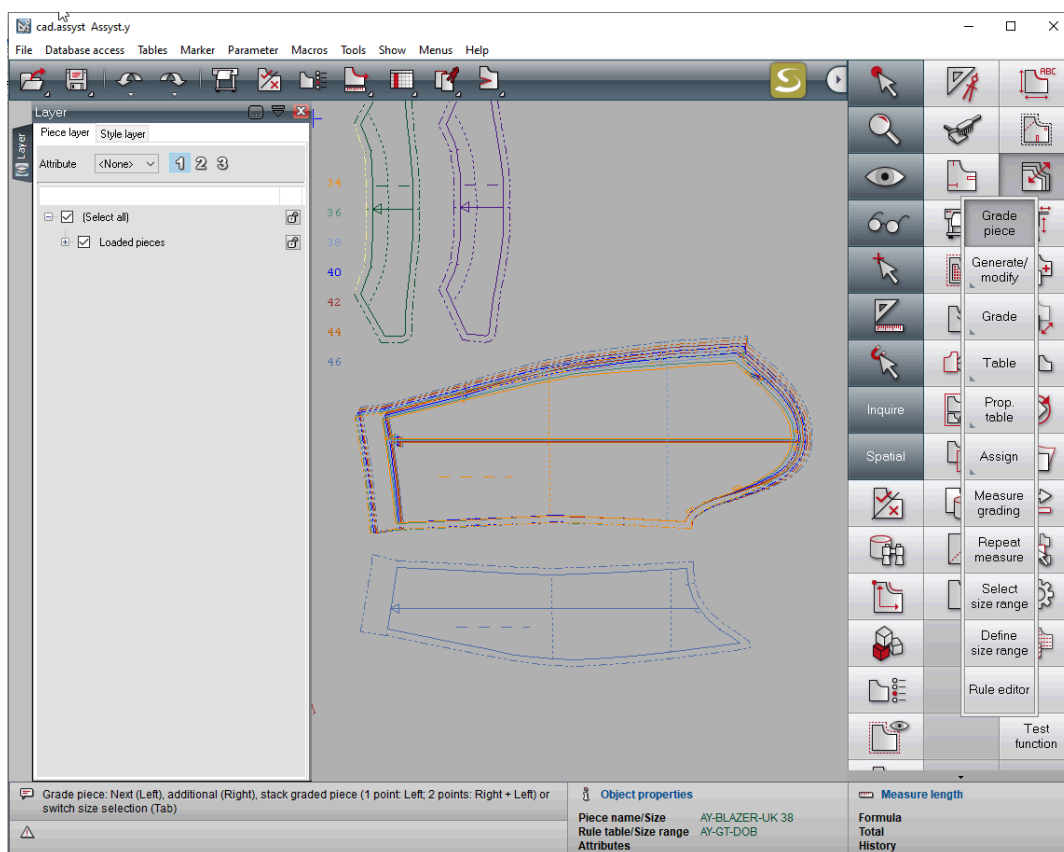 cad.assyst Assyst.y
File Database access Tables Marker Parameter Macros Tools Show Menus Help
Layer
Layer
Piece layer Style layer
Attribute <None> 1 2 3
(Select all)
Loaded pieces
34
36
38
40
42
44
46
S
ABC
Inquire
Spatial
Grade
piece
Generate/
modify
Grade
Table
Prop.
table
Assign
Measure
grading
Repeat
measure
Select
size range
Define
size range
Rule editor
Test
function
Grade piece: Next (Left), additional (Right), stack graded piece (1 point: Left; 2 points: Right + Left) or
switch size selection (Tab)
Object properties
Piece name/Size AY-BLAZER-UK 38
Rule table/Size range AY-GT-DOB
Attributes
Measure length
Formula
Total
History